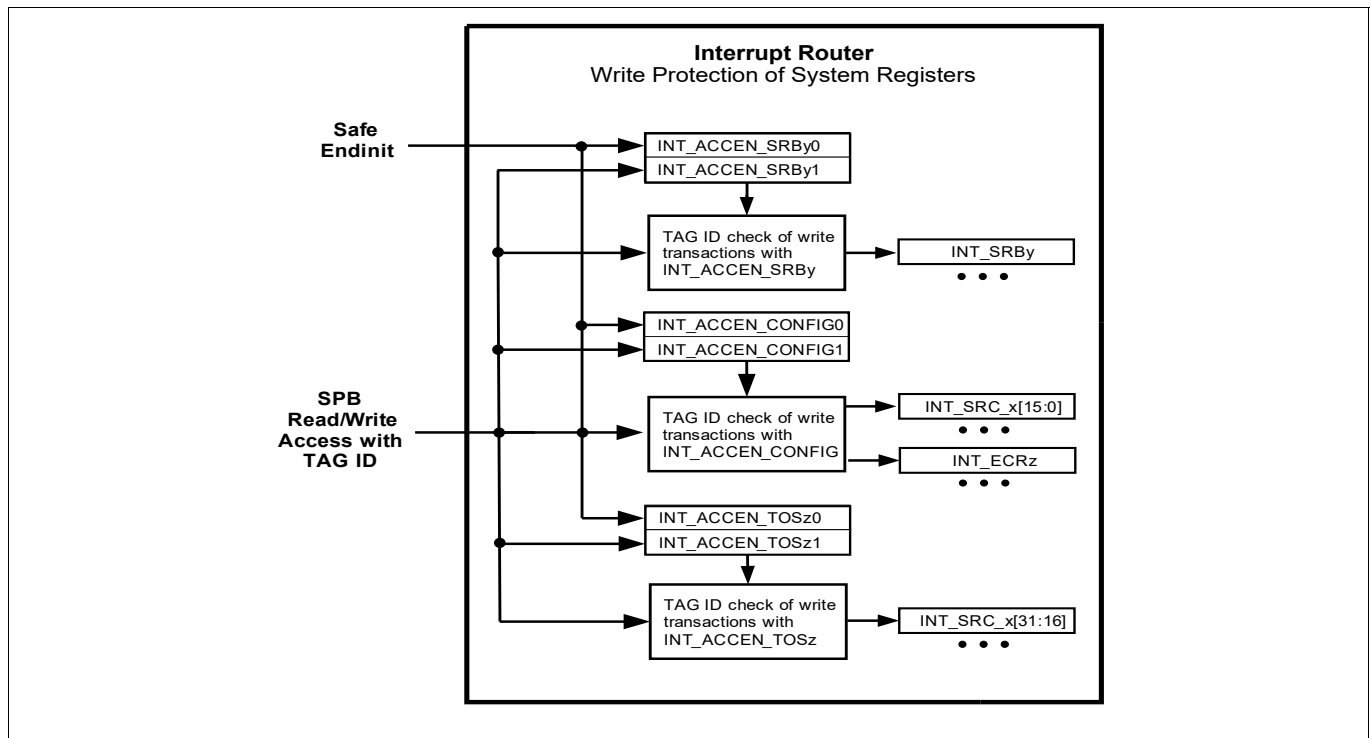 Interrupt Router
Write Protection of System Registers
Safe
Endinit
INT_ACCEN_SRBy0
INT_ACCEN_SRBy1
TAG ID check of write
transactions with
INT_ACCEN_SRBy
INT_SRBy
INT_ACCEN_CONFIG0
INT_ACCEN_CONFIG1
SPB
Read/Write
Access with
TAG ID
TAG ID check of write
transactions with
INT_ACCEN_CONFIG
INT_SRC_x[15:0]
INT_ECRz
INT_ACCEN_TOSz0
INT_ACCEN_TOSz1
TAG ID check of write
transactions with
INT_ACCEN_TOSz
INT_SRC_x[31:16]